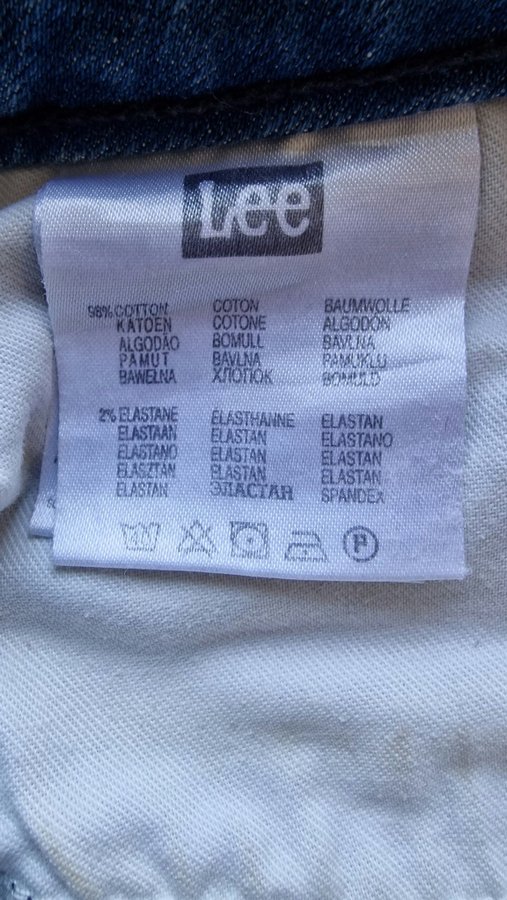 Lee
98% COTTON COTON BAUMWOLLE
KATOEN COTONE ALGODON
ALGODÃO BOMULL BAVLNA
PAMUT BAVLNA PAMUKLU
BAWEŁNA ХЛОПОК BOMULD
2% ELASTANE ELASTHANNE ELASTAN
ELASTAAN ELASTAN ELASTANO
ELASTANO ELASTAN ELASTAN
ELASZTÁN ELASTAN ELASTAN
ELASTAN ЭЛАСТАН SPANDEX
P